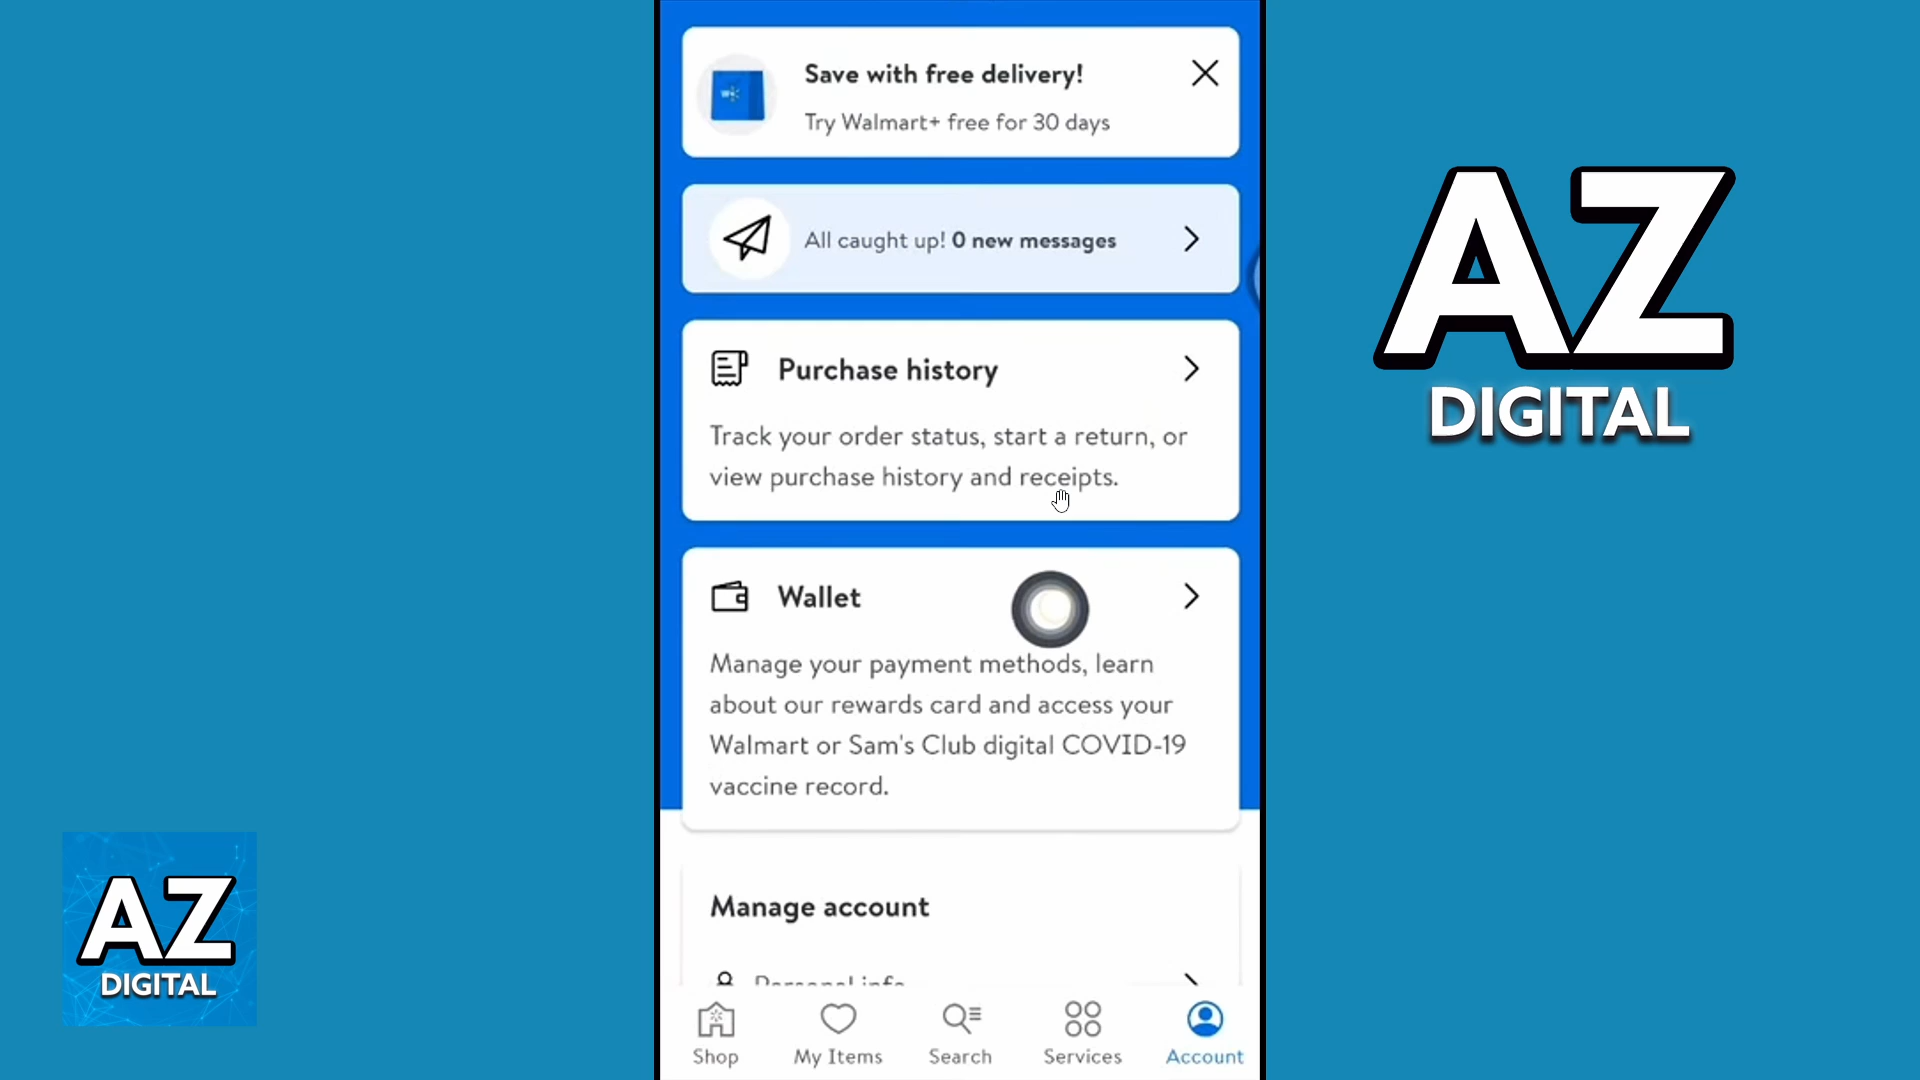 Save with free delivery!
Try Walmart+ free for 30 days
All caught up! 0 new messages
Purchase history
Track your order status, start a return, or
view purchase history and receipts.
Wallet
Manage your payment methods, learn
about our rewards card and access your
Walmart or Sam's Club digital COVID-19
vaccine record.
Manage account
Personal info
Shop
My Items
Search
Services
Account
AZ
DIGITAL
AZ
DIGITAL